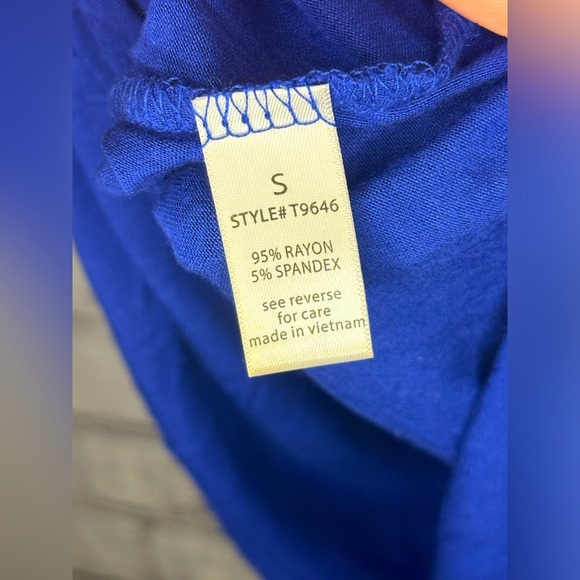 S
STYLE# T9646
95% RAYON
5% SPANDEX
see reverse
for care
made in vietnam